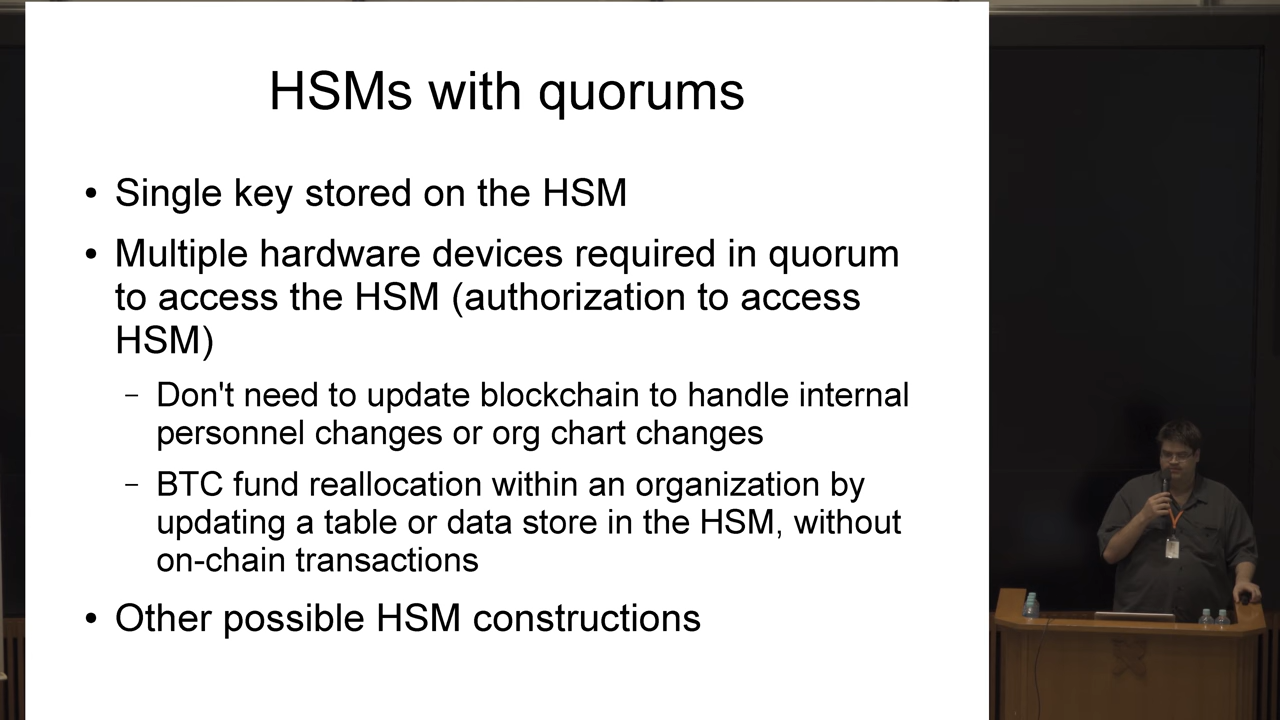 HSMs with quorums
• Single key stored on the HSM
• Multiple hardware devices required in quorum
to access the HSM (authorization to access
HSM)
– Don't need to update blockchain to handle internal
personnel changes or org chart changes
– BTC fund reallocation within an organization by
updating a table or data store in the HSM, without
on-chain transactions
• Other possible HSM constructions